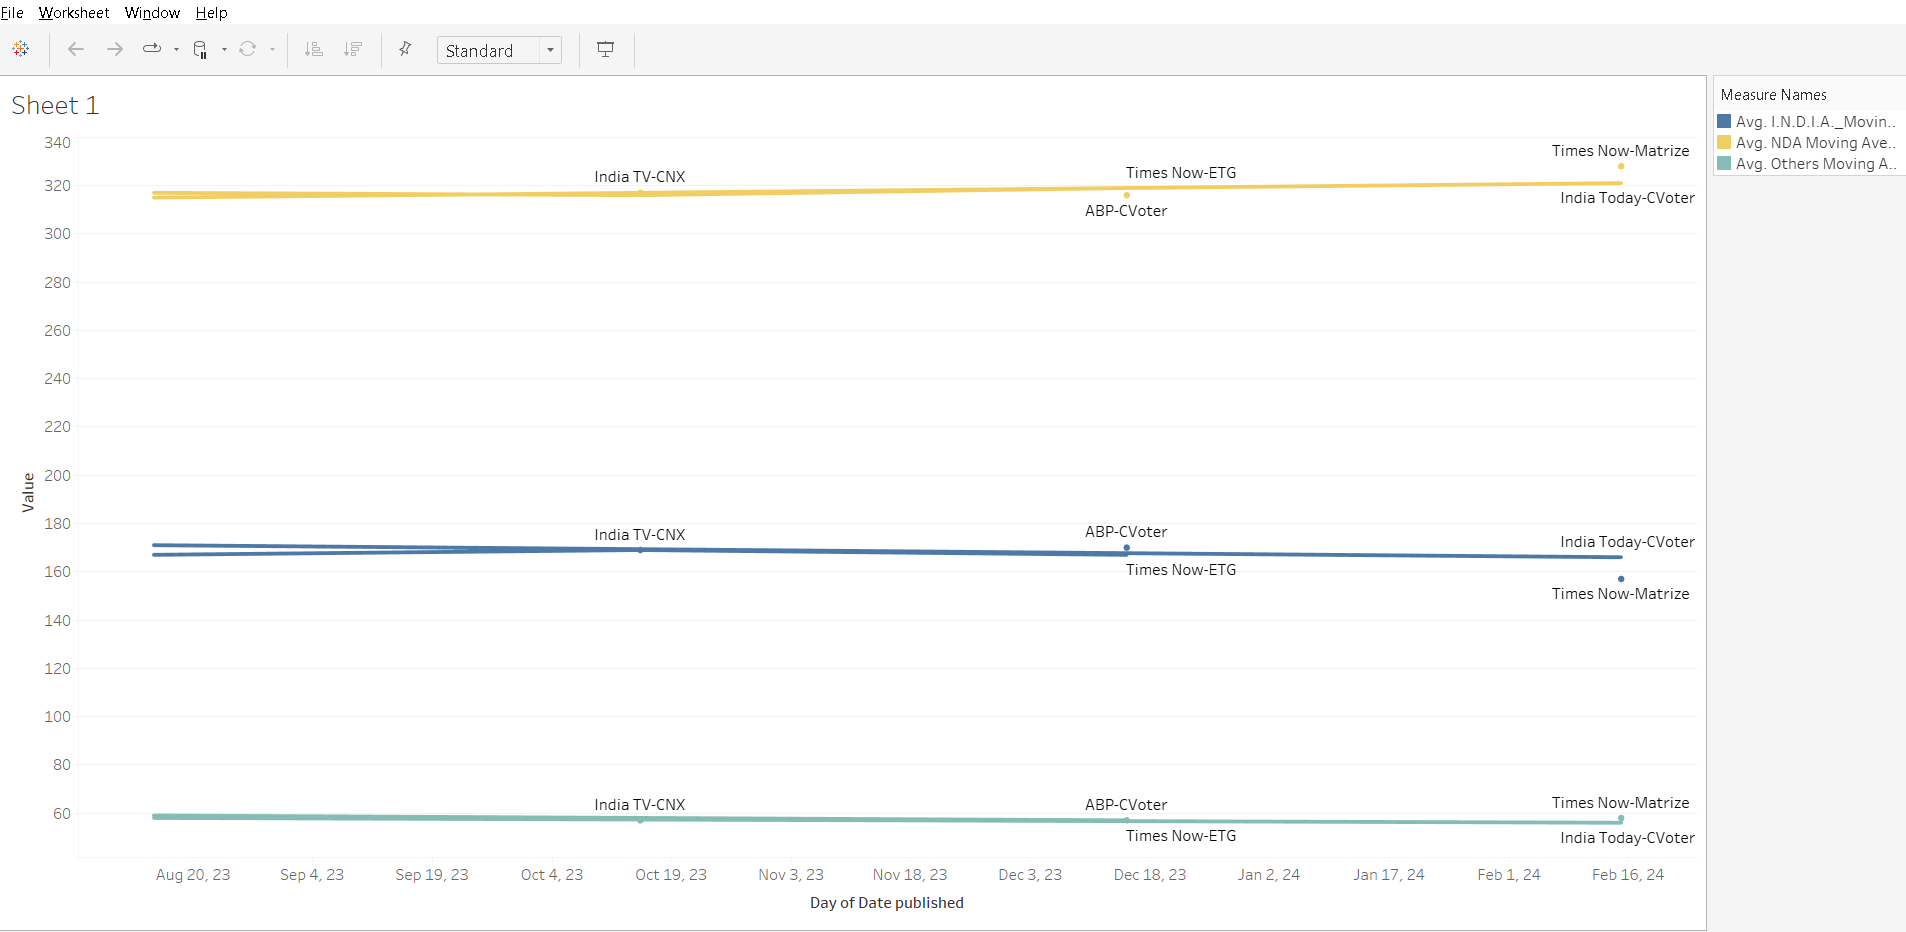 File Worksheet Window Help
Standard
Sheet 1
Measure Names
Avg. I.N.D.I.A._Movin..
Avg. NDA Moving Ave..
Avg. Others Moving A..
340
320
300
280
260
240
220
200
180
160
140
120
100
80
60
Value
India TV-CNX
Times Now-ETG
ABP-CVoter
Times Now-Matrize
India Today-CVoter
India TV-CNX
ABP-CVoter
Times Now-ETG
India Today-CVoter
Times Now-Matrize
India TV-CNX
ABP-CVoter
Times Now-ETG
Times Now-Matrize
India Today-CVoter
Aug 20, 23 Sep 4, 23 Sep 19, 23 Oct 4, 23 Oct 19, 23 Nov 3, 23 Nov 18, 23 Dec 3, 23 Dec 18, 23 Jan 2, 24 Jan 17, 24 Feb 1, 24 Feb 16, 24
Day of Date published